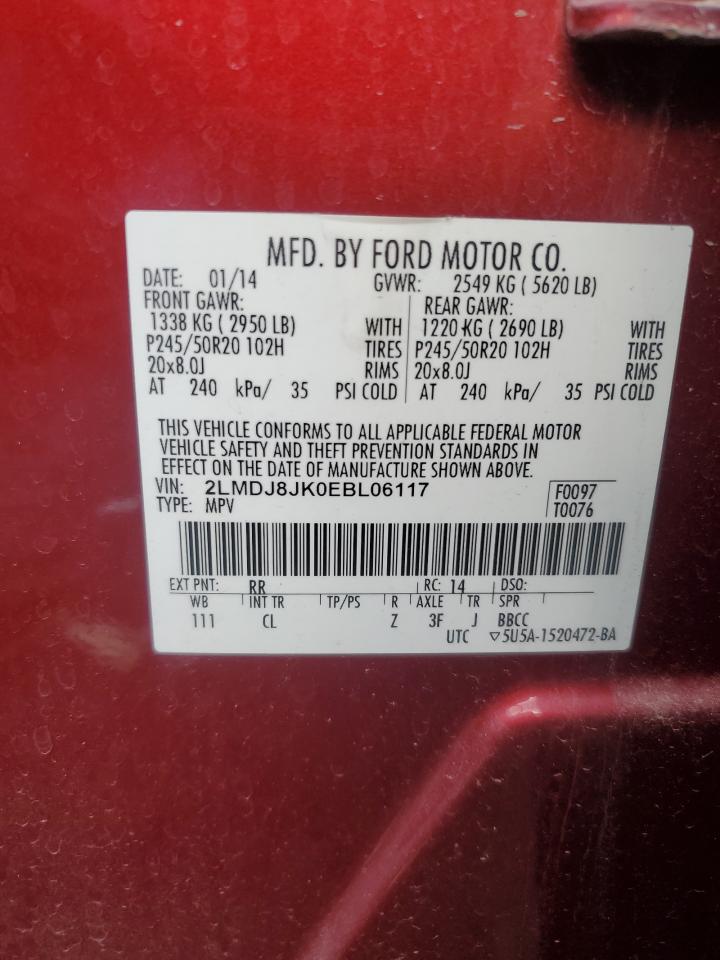 MFD. BY FORD MOTOR CO.
DATE: 01/14 GVWR: 2549 KG ( 5620 LB)
FRONT GAWR: REAR GAWR:
1338 KG ( 2950 LB) WITH 1220 KG ( 2690 LB) WITH
P245/50R20 102H TIRES P245/50R20 102H TIRES
20x8.0J RIMS 20x8.0J RIMS
AT 240 kPa/ 35 PSI COLD AT 240 kPa/ 35 PSI COLD
THIS VEHICLE CONFORMS TO ALL APPLICABLE FEDERAL MOTOR
VEHICLE SAFETY AND THEFT PREVENTION STANDARDS IN
EFFECT ON THE DATE OF MANUFACTURE SHOWN ABOVE.
VIN: 2LMDJ8JK0EBL06117 F0097
TYPE: MPV T0076
EXT PNT: RR RC: 14 DSO:
WB INT TR TP/PS R AXLE TR SPR
111 CL Z 3F J BBCC
UTC ▽5U5A-1520472-BA